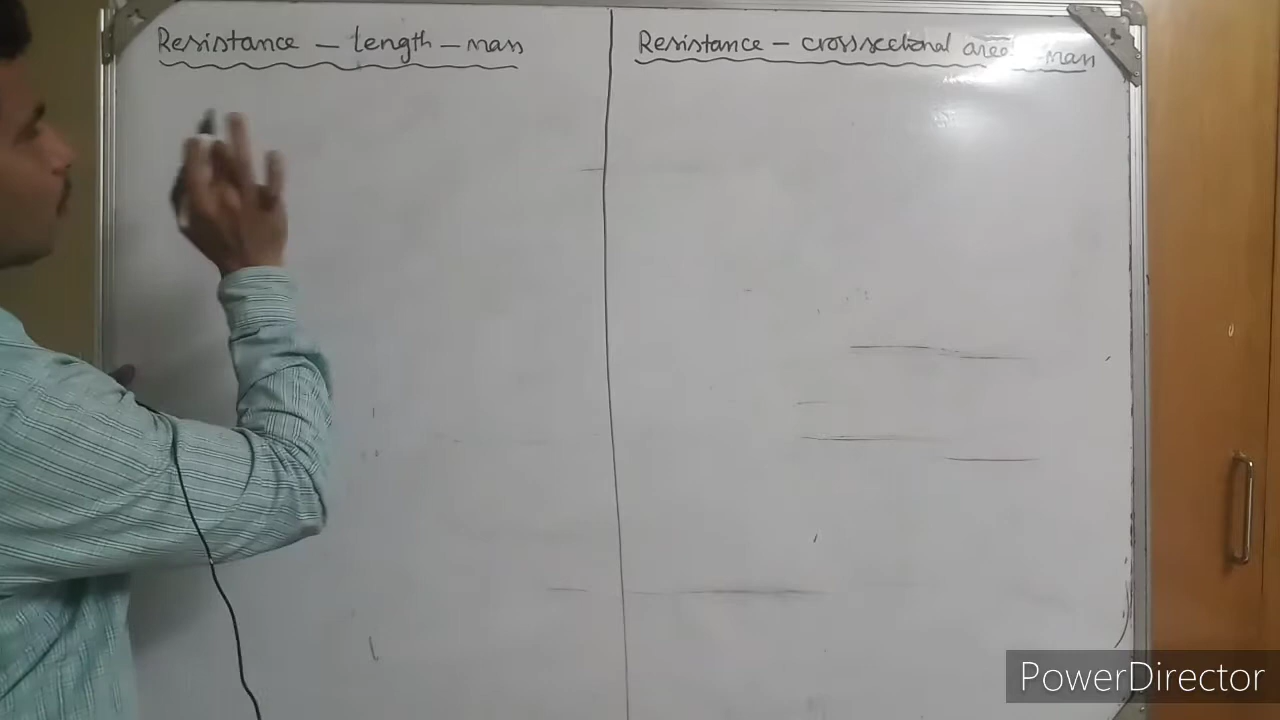 Resistance - length - mass
Resistance - crosssectional area - mass
PowerDirector